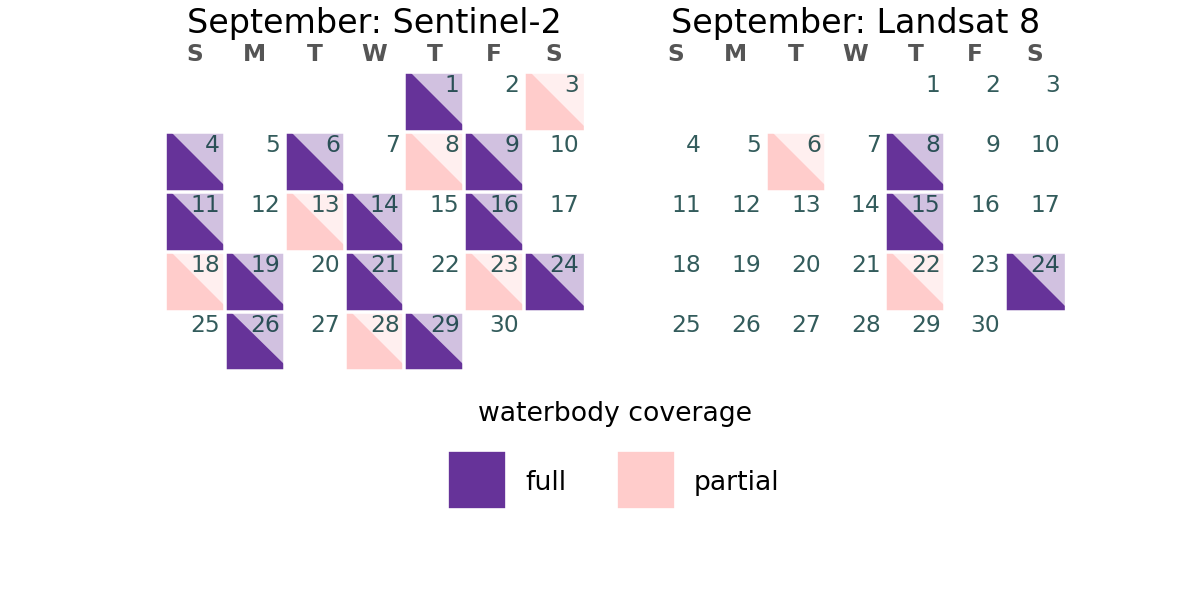 September: Sentinel-2
S M T W T F S
1 2 3
4 5 6 7 8 9 10
11 12 13 14 15 16 17
18 19 20 21 22 23 24
25 26 27 28 29 30
September: Landsat 8
S M T W T F S
1 2 3
4 5 6 7 8 9 10
11 12 13 14 15 16 17
18 19 20 21 22 23 24
25 26 27 28 29 30
waterbody coverage
full partial